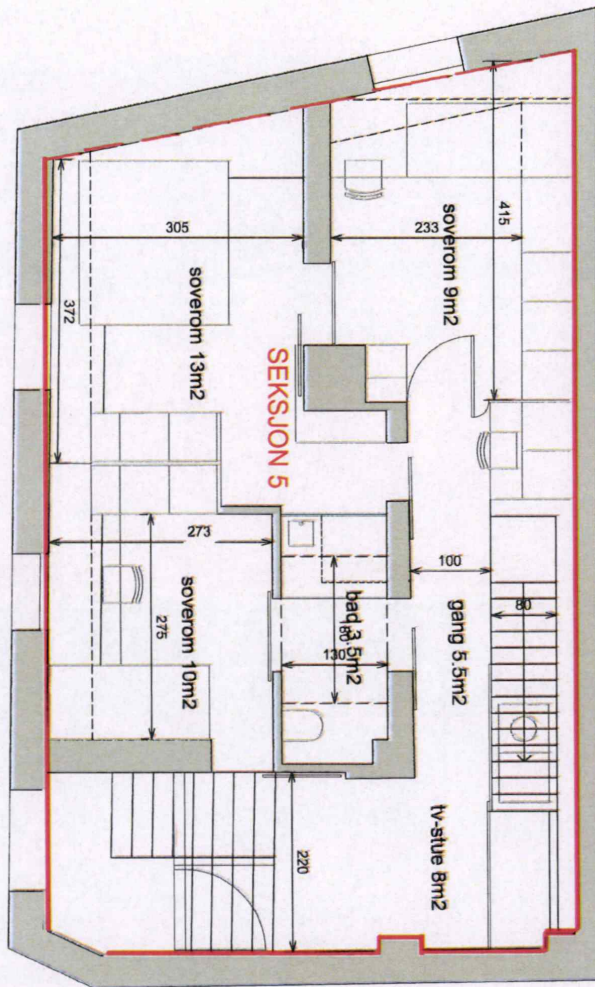 415
233
soverom 9m2
305
soverom 13m2
372
SEKSJON 5
100
gang 5.5m2
80
273
275
soverom 10m2
bad 3.5m2
180
130
220
tv-stue 8m2